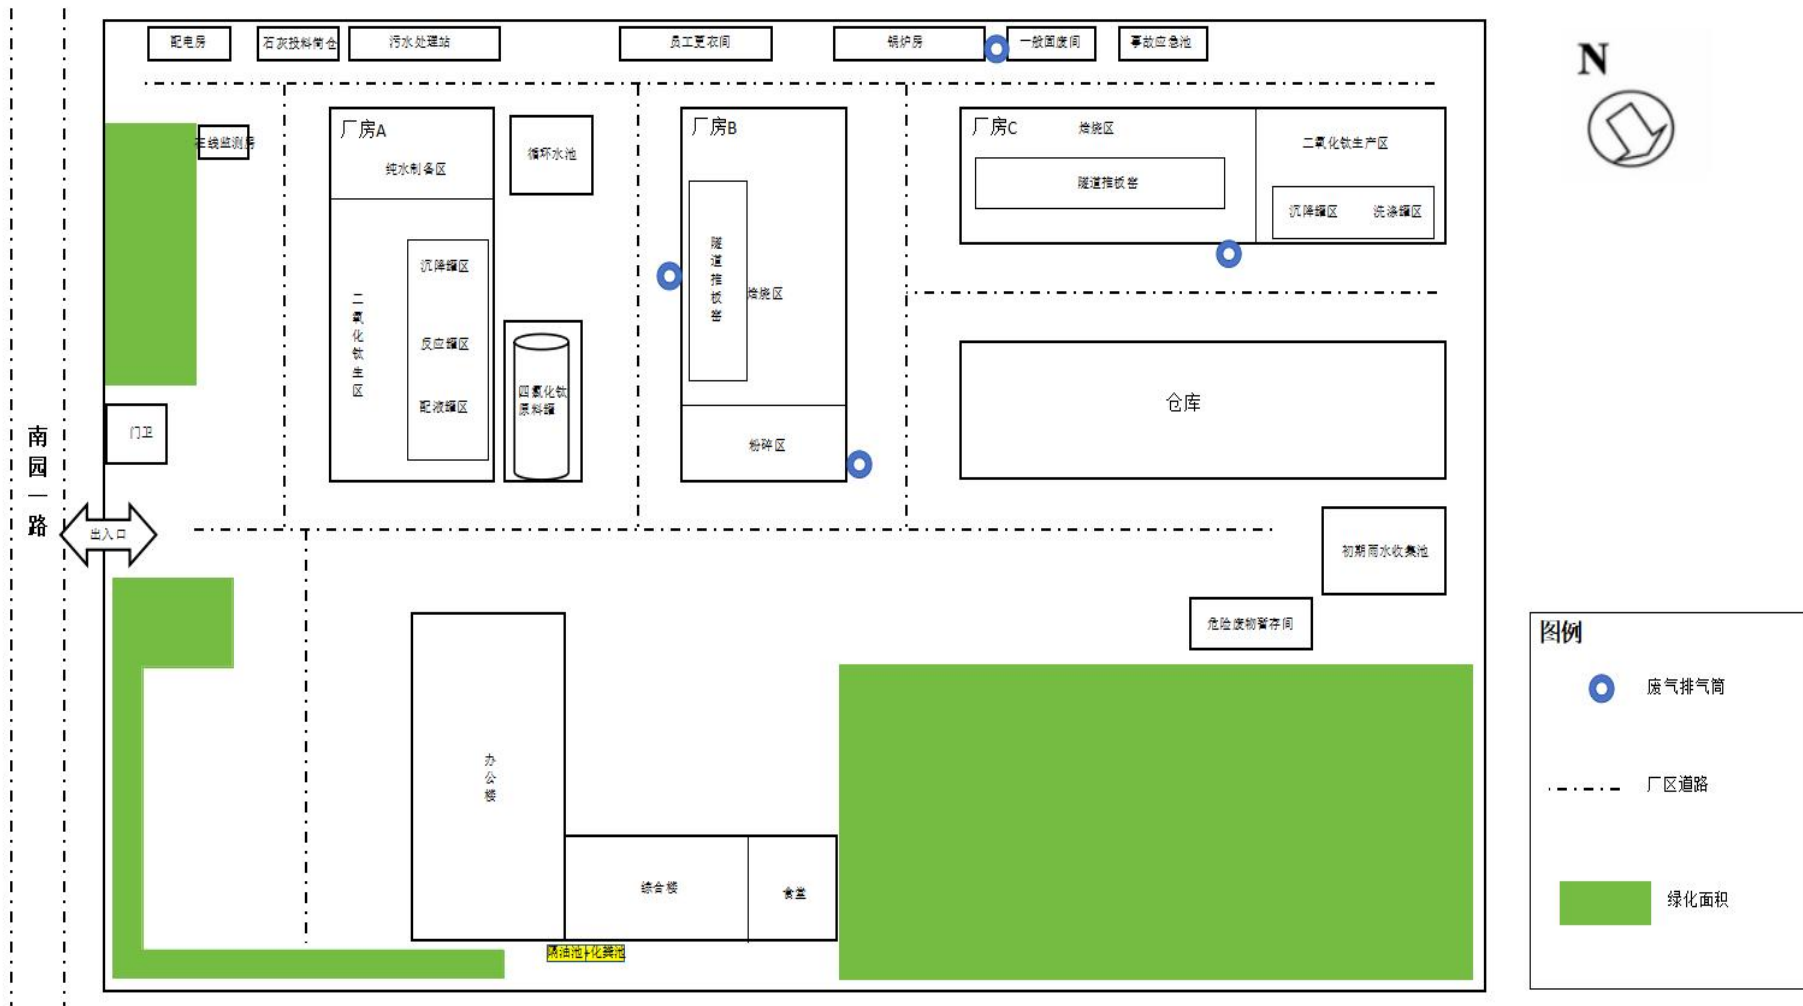 配电房
石灰投料筒仓
污水处理站
员工更衣间
锅炉房
一般固废间
事故应急池
N
在线监测房
厂房A
纯水制备区
循环水池
厂房B
厂房C
焙烧区
二氧化钛生产区
隧道推板窑
沉降罐区
洗涤罐区
沉降罐区
反应罐区
配液罐区
二氧化钛生区
四氯化钛
原料罐
隧道推板窑
焙烧区
粉碎区
仓库
门卫
南园一路
出入口
初期雨水收集池
危险废物暂存间
办公楼
综合楼
食堂
隔油池+化粪池
图例
废气排气筒
厂区道路
绿化面积